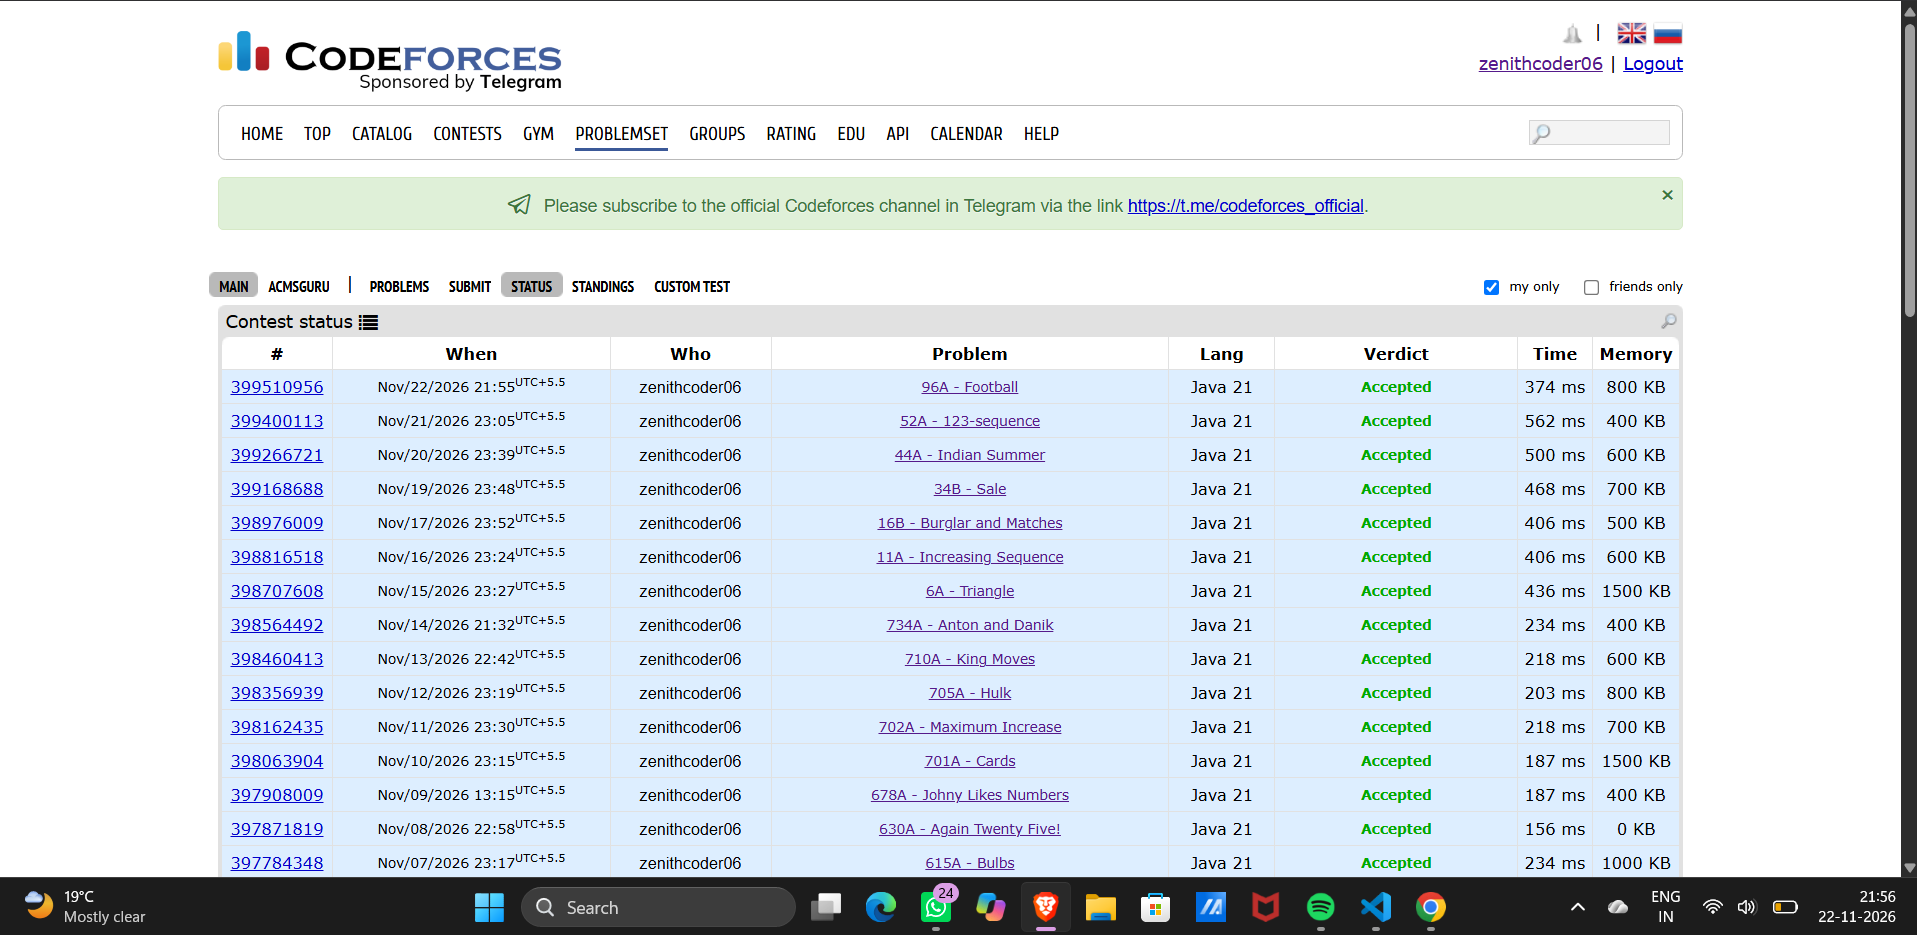 CODEFORCES
Sponsored by Telegram
|
zenithcoder06 | Logout
HOME TOP CATALOG CONTESTS GYM PROBLEMSET GROUPS RATING EDU API CALENDAR HELP
Please subscribe to the official Codeforces channel in Telegram via the link https://t.me/codeforces_official. ×
MAIN ACMSGURU | PROBLEMS SUBMIT STATUS STANDINGS CUSTOM TEST my only friends only
Contest status
# When Who Problem Lang Verdict Time Memory
399510956 Nov/22/2026 21:55UTC+5.5 zenithcoder06 96A - Football Java 21 Accepted 374 ms 800 KB
399400113 Nov/21/2026 23:05UTC+5.5 zenithcoder06 52A - 123-sequence Java 21 Accepted 562 ms 400 KB
399266721 Nov/20/2026 23:39UTC+5.5 zenithcoder06 44A - Indian Summer Java 21 Accepted 500 ms 600 KB
399168688 Nov/19/2026 23:48UTC+5.5 zenithcoder06 34B - Sale Java 21 Accepted 468 ms 700 KB
398976009 Nov/17/2026 23:52UTC+5.5 zenithcoder06 16B - Burglar and Matches Java 21 Accepted 406 ms 500 KB
398816518 Nov/16/2026 23:24UTC+5.5 zenithcoder06 11A - Increasing Sequence Java 21 Accepted 406 ms 600 KB
398707608 Nov/15/2026 23:27UTC+5.5 zenithcoder06 6A - Triangle Java 21 Accepted 436 ms 1500 KB
398564492 Nov/14/2026 21:32UTC+5.5 zenithcoder06 734A - Anton and Danik Java 21 Accepted 234 ms 400 KB
398460413 Nov/13/2026 22:42UTC+5.5 zenithcoder06 710A - King Moves Java 21 Accepted 218 ms 600 KB
398356939 Nov/12/2026 23:19UTC+5.5 zenithcoder06 705A - Hulk Java 21 Accepted 203 ms 800 KB
398162435 Nov/11/2026 23:30UTC+5.5 zenithcoder06 702A - Maximum Increase Java 21 Accepted 218 ms 700 KB
398063904 Nov/10/2026 23:15UTC+5.5 zenithcoder06 701A - Cards Java 21 Accepted 187 ms 1500 KB
397908009 Nov/09/2026 13:15UTC+5.5 zenithcoder06 678A - Johny Likes Numbers Java 21 Accepted 187 ms 400 KB
397871819 Nov/08/2026 22:58UTC+5.5 zenithcoder06 630A - Again Twenty Five! Java 21 Accepted 156 ms 0 KB
397784348 Nov/07/2026 23:17UTC+5.5 zenithcoder06 615A - Bulbs Java 21 Accepted 234 ms 1000 KB
19°C
Mostly clear
Search
24
ENG
IN
21:56
22-11-2026